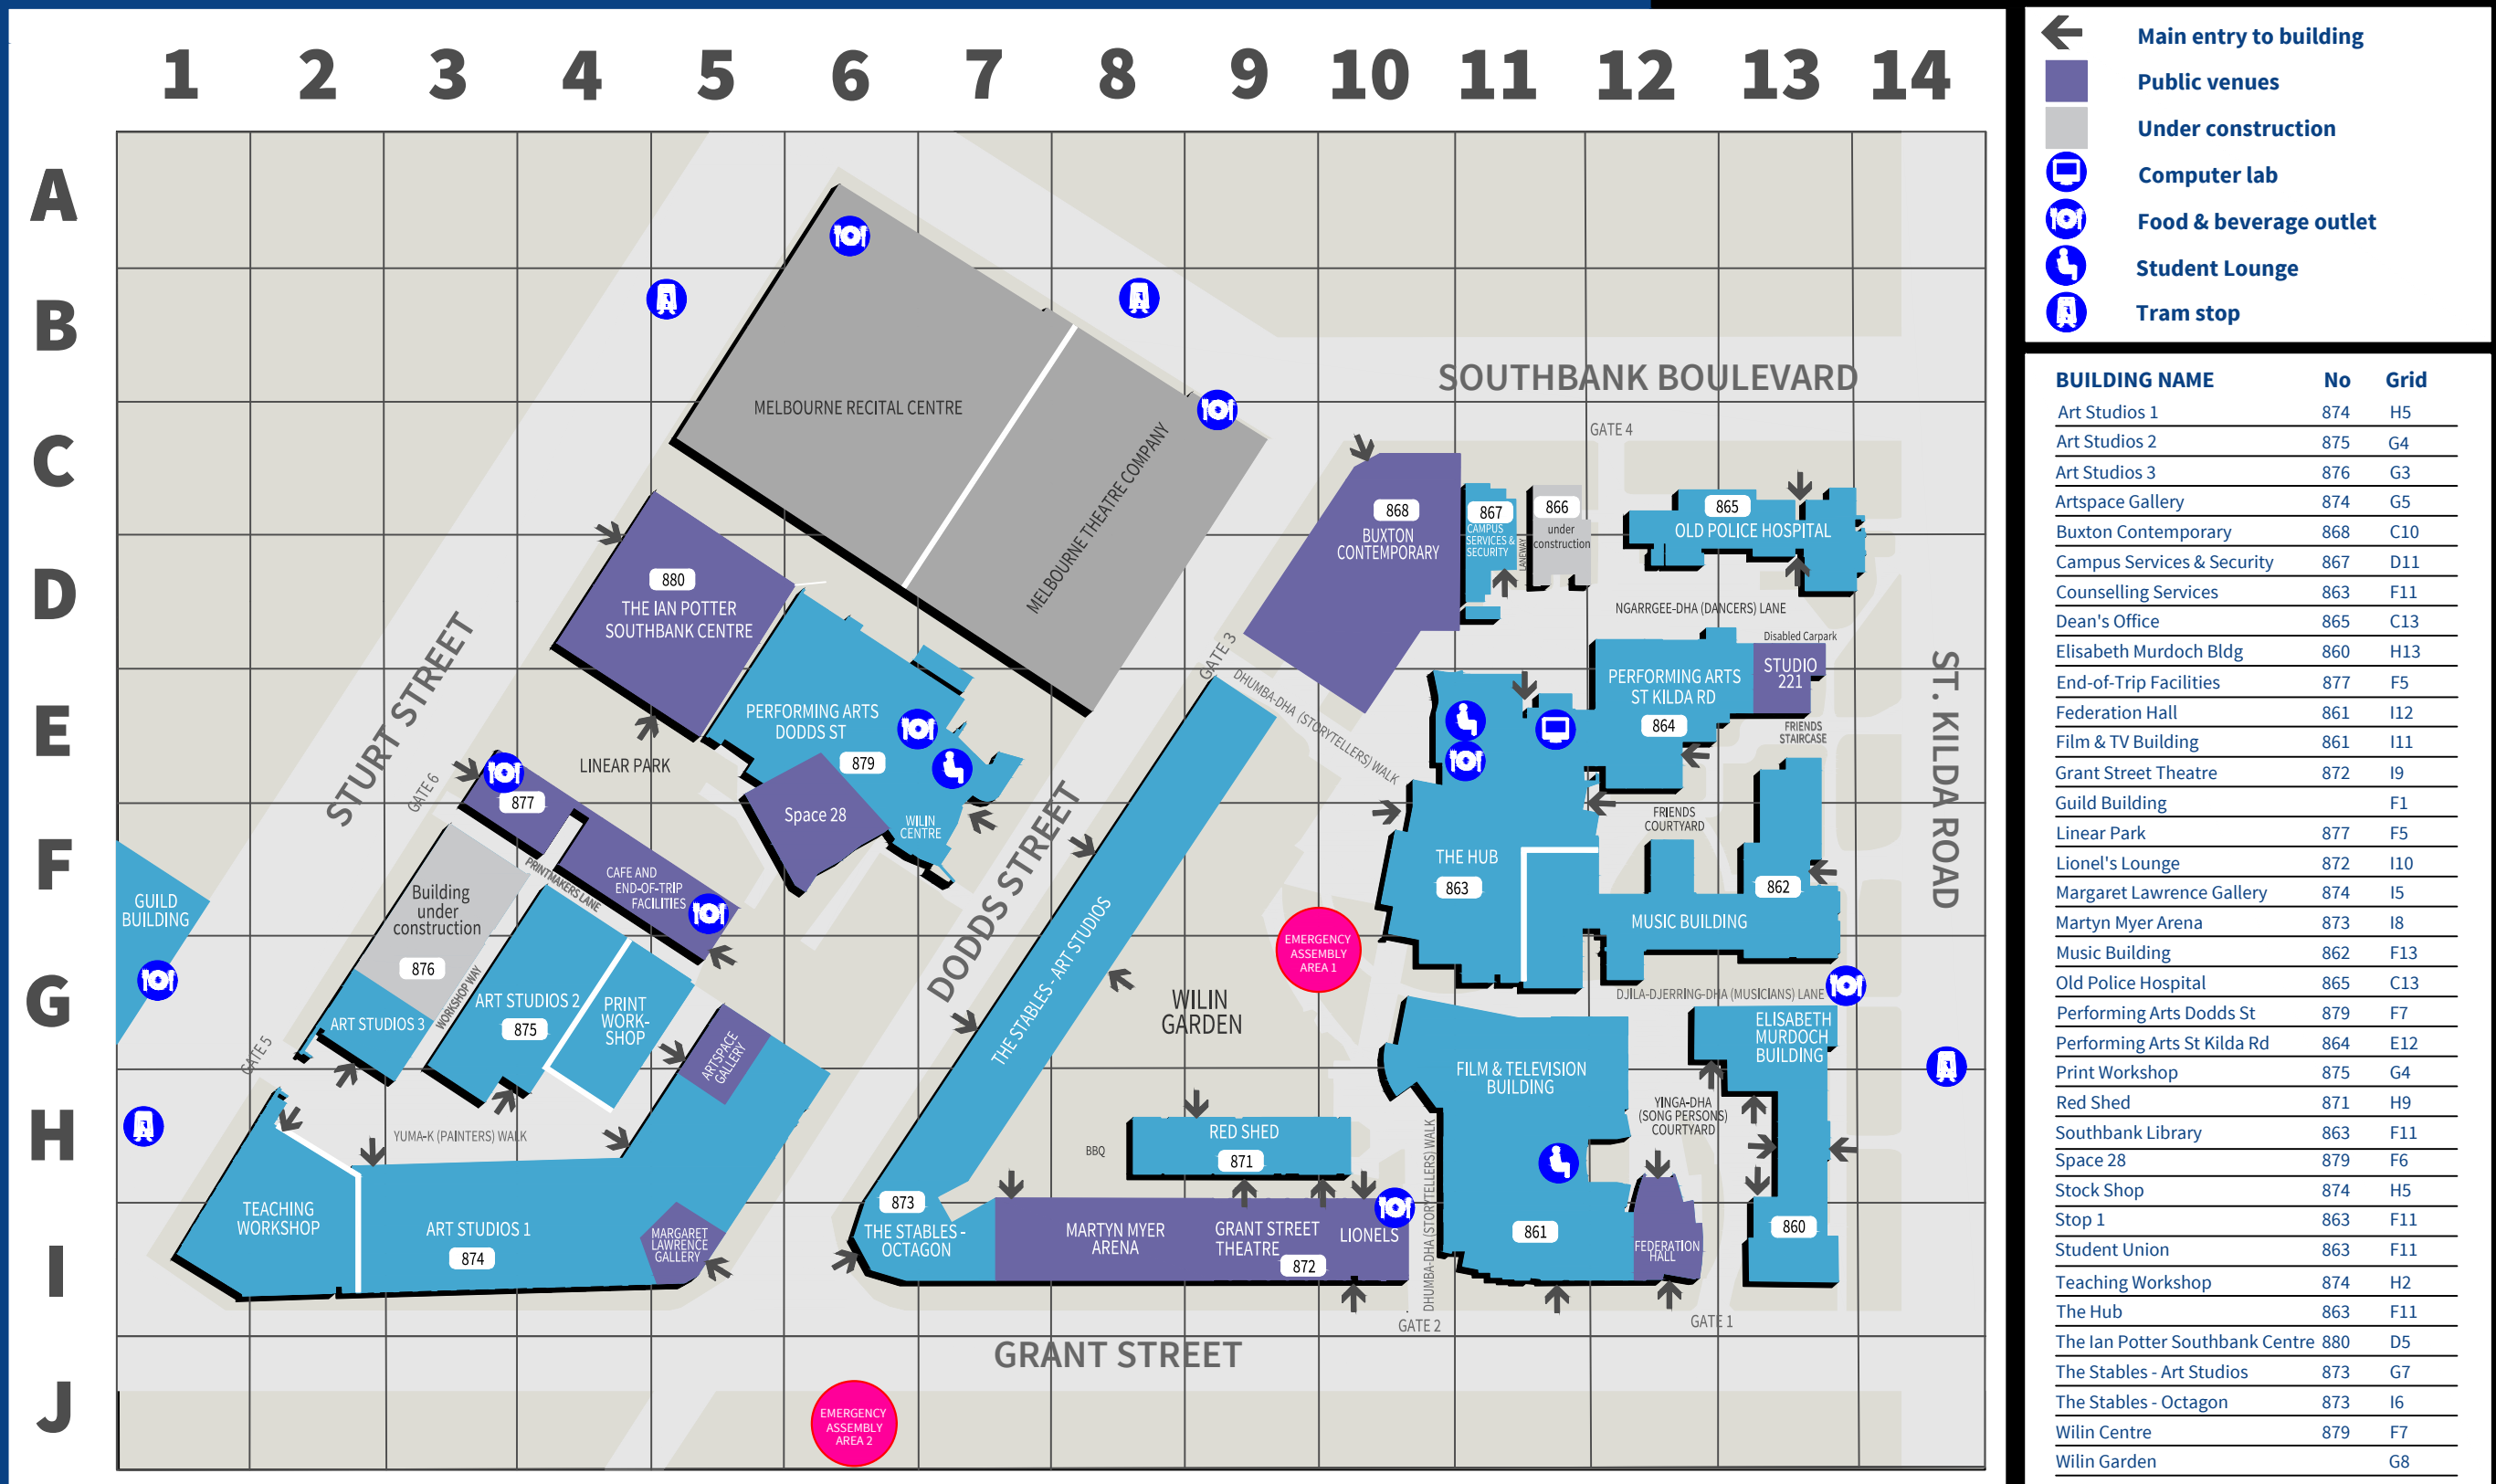 1 2 3 4 5 6 7 8 9 10 11 12 13 14
A
B
C
D
E
F
G
H
I
J
SOUTHBANK BOULEVARD
MELBOURNE RECITAL CENTRE
MELBOURNE THEATRE COMPANY
GATE 4
868
BUXTON
CONTEMPORARY
867
CAMPUS
SERVICES &
SECURITY
LANEWAY
866
under
construction
865
OLD POLICE HOSPITAL
NGARRGEE-DHA (DANCERS) LANE
Disabled Carpark
880
THE IAN POTTER
SOUTHBANK CENTRE
STURT STREET
GATE 3
DHUMBA-DHA (STORYTELLERS) WALK
PERFORMING ARTS
ST KILDA RD
864
STUDIO
221
FRIENDS
STAIRCASE
ST. KILDA ROAD
PERFORMING ARTS
DODDS ST
879
LINEAR PARK
GATE 6
877
Space 28
WILIN
CENTRE
DODDS STREET
FRIENDS
COURTYARD
THE HUB
863
862
MUSIC BUILDING
CAFE AND
END-OF-TRIP
FACILITIES
PRINTMAKERS LANE
Building
under
construction
876
GUILD
BUILDING
THE STABLES - ART STUDIOS
EMERGENCY
ASSEMBLY
AREA 1
WILIN
GARDEN
DJILA-DJERRING-DHA (MUSICIANS) LANE
ART STUDIOS 3
WORKSHOP WAY
ART STUDIOS 2
875
PRINT
WORK-
SHOP
ARTSPACE
GALLERY
GATE 5
ELISABETH
MURDOCH
BUILDING
FILM & TELEVISION
BUILDING
YINGA-DHA
(SONG PERSONS)
COURTYARD
YUMA-K (PAINTERS) WALK
BBQ
RED SHED
871
DHUMBA-DHA (STORYTELLERS) WALK
TEACHING
WORKSHOP
ART STUDIOS 1
874
MARGARET
LAWRENCE
GALLERY
873
THE STABLES -
OCTAGON
MARTYN MYER
ARENA
GRANT STREET
THEATRE
872
LIONELS
861
FEDERATION
HALL
860
GATE 2
GATE 1
GRANT STREET
EMERGENCY
ASSEMBLY
AREA 2
Main entry to building
Public venues
Under construction
Computer lab
Food & beverage outlet
Student Lounge
Tram stop
BUILDING NAME No Grid
Art Studios 1 874 H5
Art Studios 2 875 G4
Art Studios 3 876 G3
Artspace Gallery 874 G5
Buxton Contemporary 868 C10
Campus Services & Security 867 D11
Counselling Services 863 F11
Dean's Office 865 C13
Elisabeth Murdoch Bldg 860 H13
End-of-Trip Facilities 877 F5
Federation Hall 861 I12
Film & TV Building 861 I11
Grant Street Theatre 872 I9
Guild Building F1
Linear Park 877 F5
Lionel's Lounge 872 I10
Margaret Lawrence Gallery 874 I5
Martyn Myer Arena 873 I8
Music Building 862 F13
Old Police Hospital 865 C13
Performing Arts Dodds St 879 F7
Performing Arts St Kilda Rd 864 E12
Print Workshop 875 G4
Red Shed 871 H9
Southbank Library 863 F11
Space 28 879 F6
Stock Shop 874 H5
Stop 1 863 F11
Student Union 863 F11
Teaching Workshop 874 H2
The Hub 863 F11
The Ian Potter Southbank Centre 880 D5
The Stables - Art Studios 873 G7
The Stables - Octagon 873 I6
Wilin Centre 879 F7
Wilin Garden G8